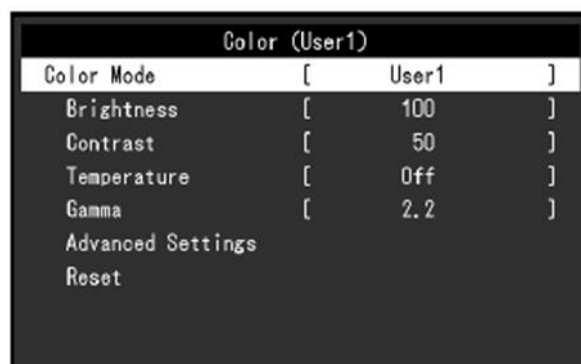 Color (User1)
Color Mode [ User1 ]
Brightness [ 100 ]
Contrast [ 50 ]
Temperature [ Off ]
Gamma [ 2.2 ]
Advanced Settings
Reset